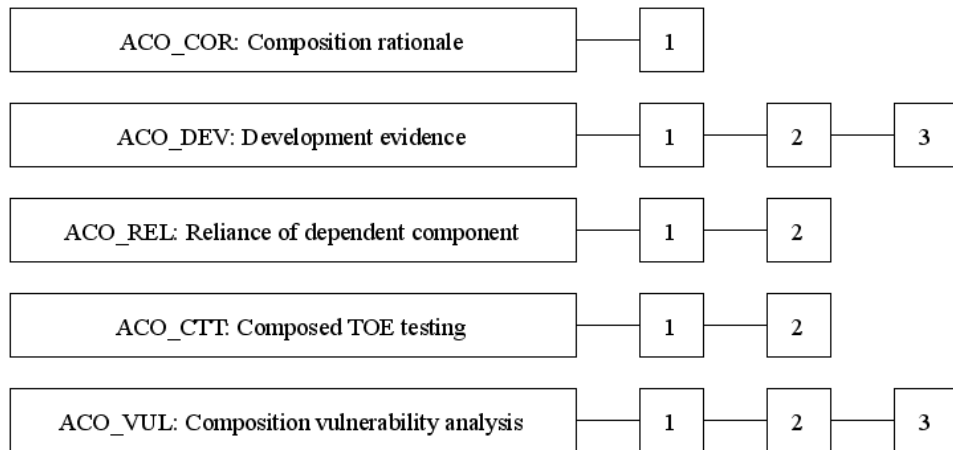 ACO_COR: Composition rationale 1
ACO_DEV: Development evidence 1 2 3
ACO_REL: Reliance of dependent component 1 2
ACO_CTT: Composed TOE testing 1 2
ACO_VUL: Composition vulnerability analysis 1 2 3